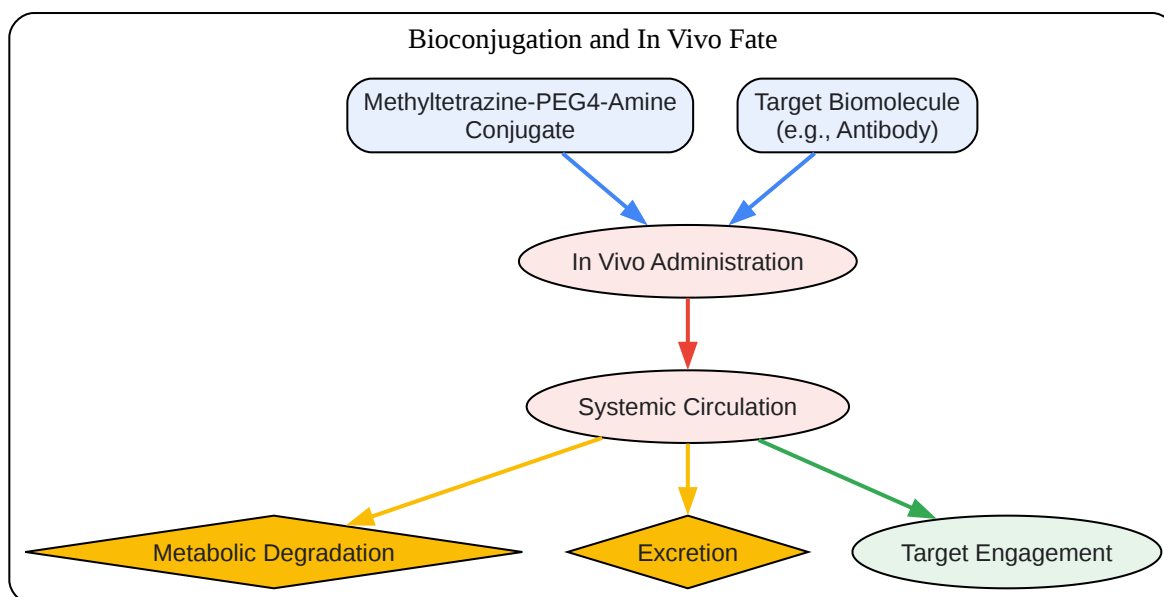 Bioconjugation and In Vivo Fate
Methyltetrazine-PEG4-Amine
Conjugate
Target Biomolecule
(e.g., Antibody)
In Vivo Administration
Systemic Circulation
Metabolic Degradation
Excretion
Target Engagement